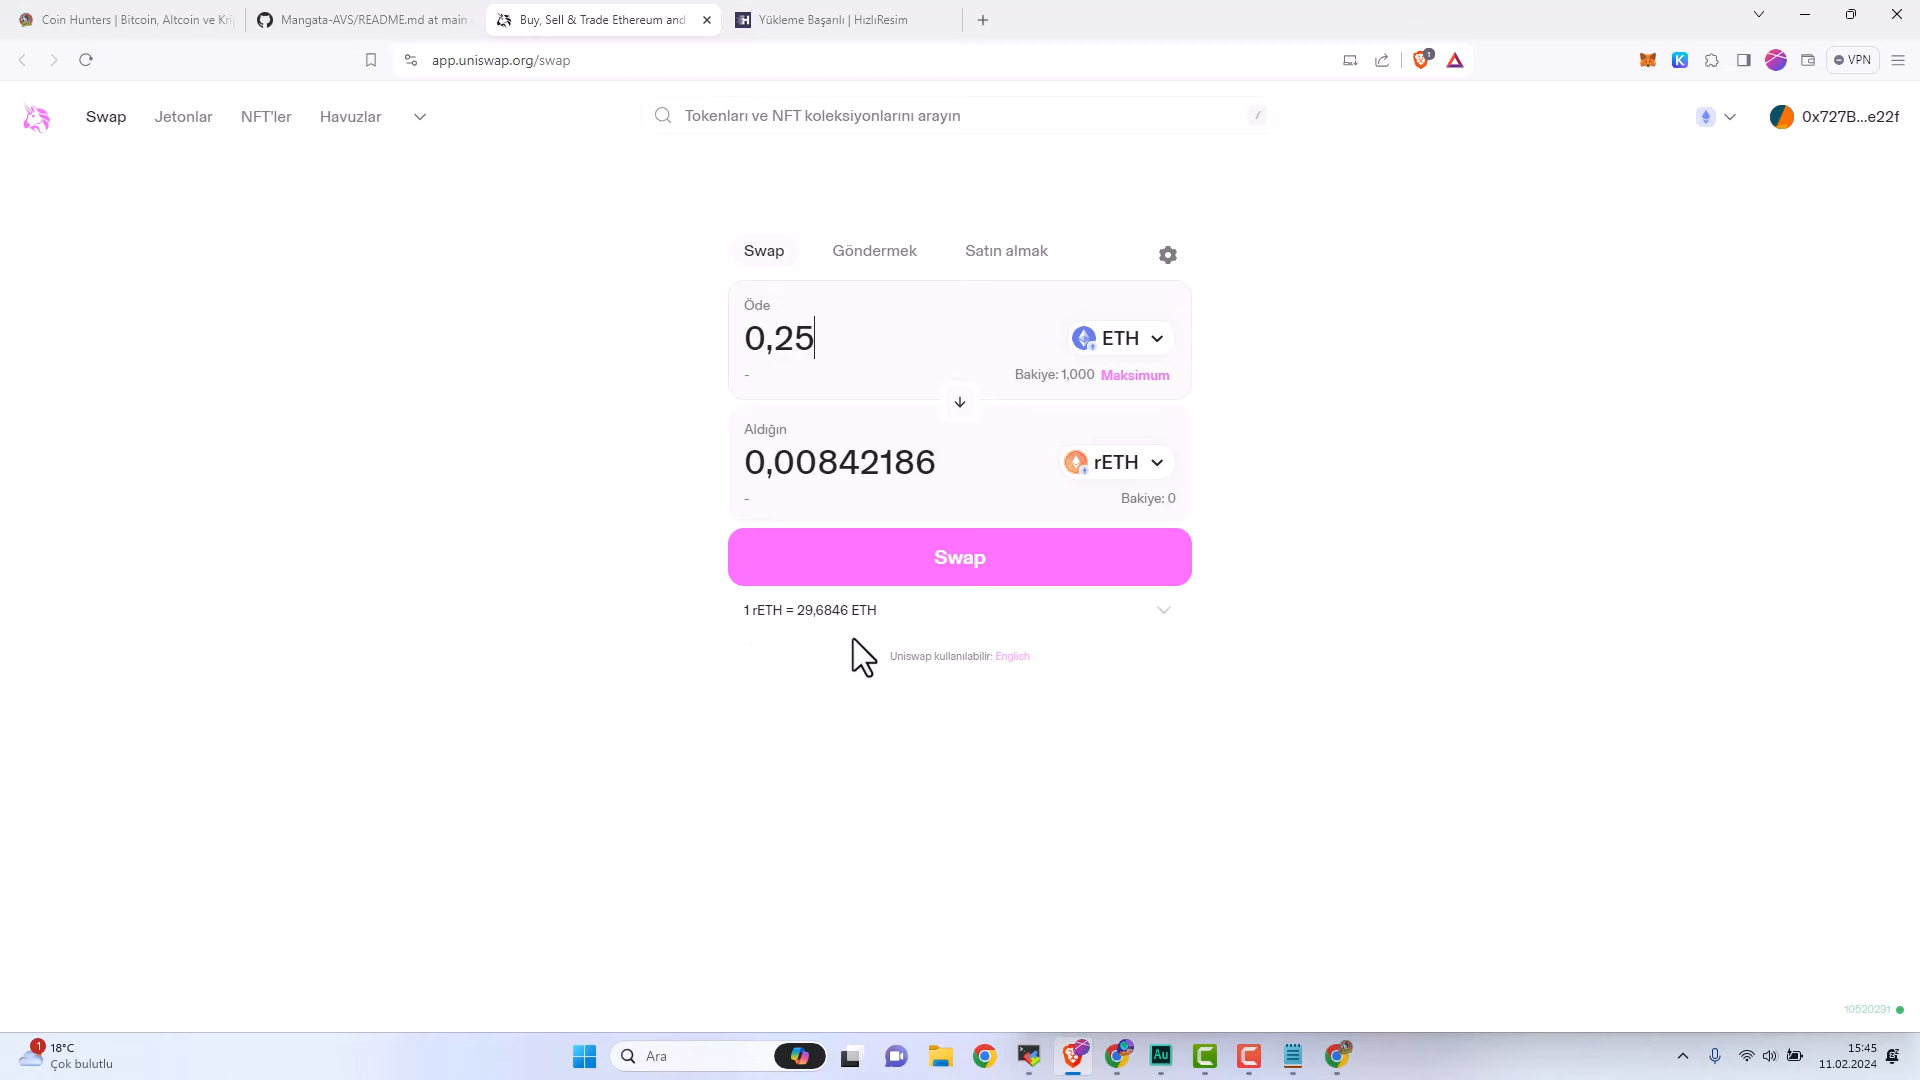 Coin Hunters | Bitcoin, Altcoin ve Kri
Mangata-AVS/README.md at main
Buy, Sell & Trade Ethereum and
H
Yükleme Başarılı | HızlıResim
app.uniswap.org/swap
1
K
VPN
Swap
Jetonlar
NFT'ler
Havuzlar
Tokenları ve NFT koleksiyonlarını arayın
/
0x727B...e22f
Swap
Göndermek
Satın almak
Öde
0,25
ETH
-
Bakiye: 1,000 Maksimum
Aldığın
0,00842186
rETH
-
Bakiye: 0
Swap
1 rETH = 29,6846 ETH
Uniswap kullanılabilir: English
10520291
1
18°C
Çok bulutlu
Ara
Au
C
C
15:45
11.02.2024